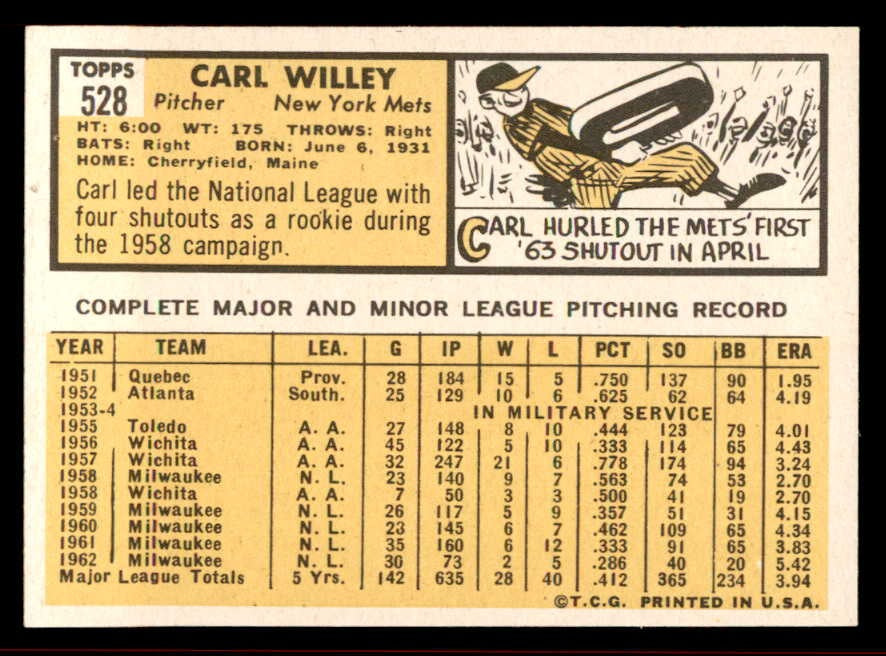 TOPPS
528
CARL WILLEY
Pitcher New York Mets
HT: 6:00 WT: 175 THROWS: Right
BATS: Right BORN: June 6, 1931
HOME: Cherryfield, Maine
Carl led the National League with
four shutouts as a rookie during
the 1958 campaign.
CARL HURLED THE METS' FIRST
'63 SHUTOUT IN APRIL
COMPLETE MAJOR AND MINOR LEAGUE PITCHING RECORD
YEAR TEAM LEA. G IP W L PCT SO BB ERA
1951 Quebec Prov. 28 184 15 5 .750 137 90 1.95
1952 Atlanta South. 25 129 10 6 .625 62 64 4.19
1953-4 IN MILITARY SERVICE
1955 Toledo A. A. 27 148 8 10 .444 123 79 4.01
1956 Wichita A. A. 45 122 5 10 .333 114 65 4.43
1957 Wichita A. A. 32 247 21 6 .778 174 94 3.24
1958 Milwaukee N. L. 23 140 9 7 .563 74 53 2.70
1958 Wichita A. A. 7 50 3 3 .500 41 19 2.70
1959 Milwaukee N. L. 26 117 5 9 .357 51 31 4.15
1960 Milwaukee N. L. 23 145 6 7 .462 109 65 4.34
1961 Milwaukee N. L. 35 160 6 12 .333 91 65 3.83
1962 Milwaukee N. L. 30 73 2 5 .286 40 20 5.42
Major League Totals 5 Yrs. 142 635 28 40 .412 365 234 3.94
©T.C.G. PRINTED IN U.S.A.